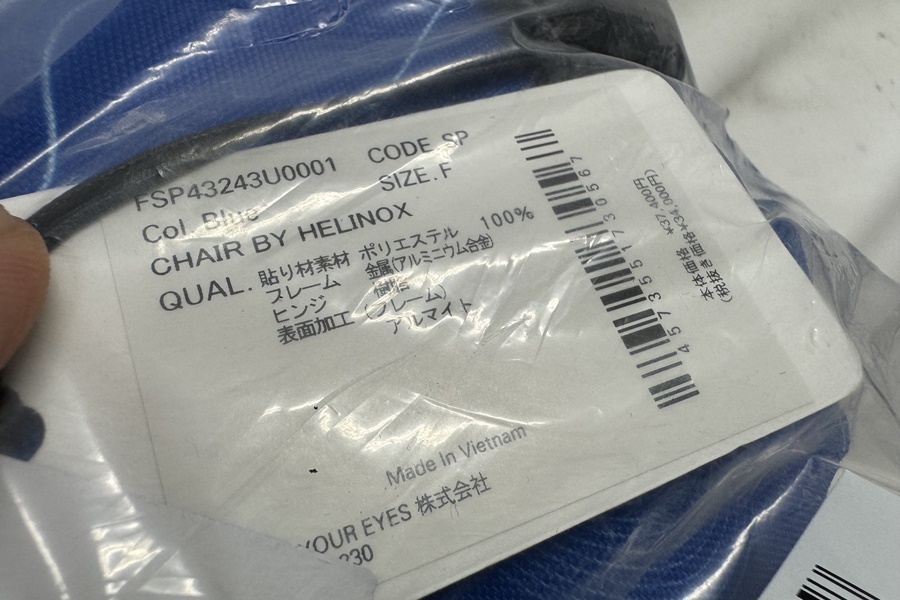 FSP43243U0001 CODE SP
Col. Blue SIZE. F
CHAIR BY HELINOX
QUAL. 貼り材素材 ポリエステル 100%
フレーム 金属(アルミニウム合金)
ヒンジ 樹脂
表面加工 (フレーム)
アルマイト
4573551730567
本体価格 ¥37,400円
(税抜き価格 ¥34,000円)
Made In Vietnam
YOUR EYES 株式会社
230